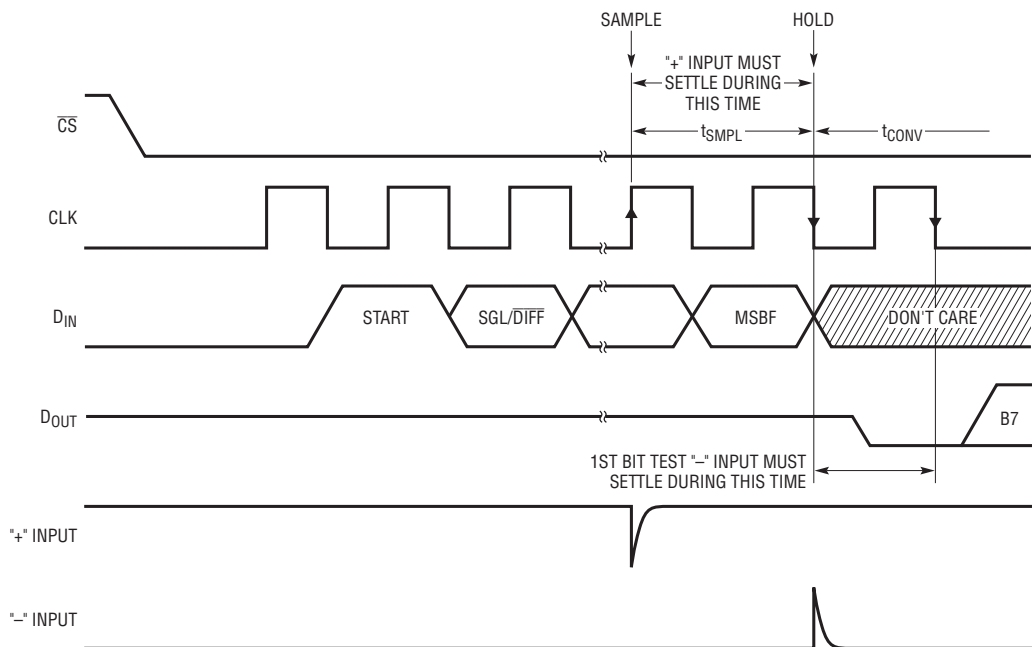 SAMPLE
HOLD
"+" INPUT MUST
SETTLE DURING
THIS TIME
tSMPL
tCONV
CS
CLK
DIN
START
SGL/DIFF
MSBF
DON'T CARE
DOUT
B7
1ST BIT TEST "–" INPUT MUST
SETTLE DURING THIS TIME
"+" INPUT
"–" INPUT